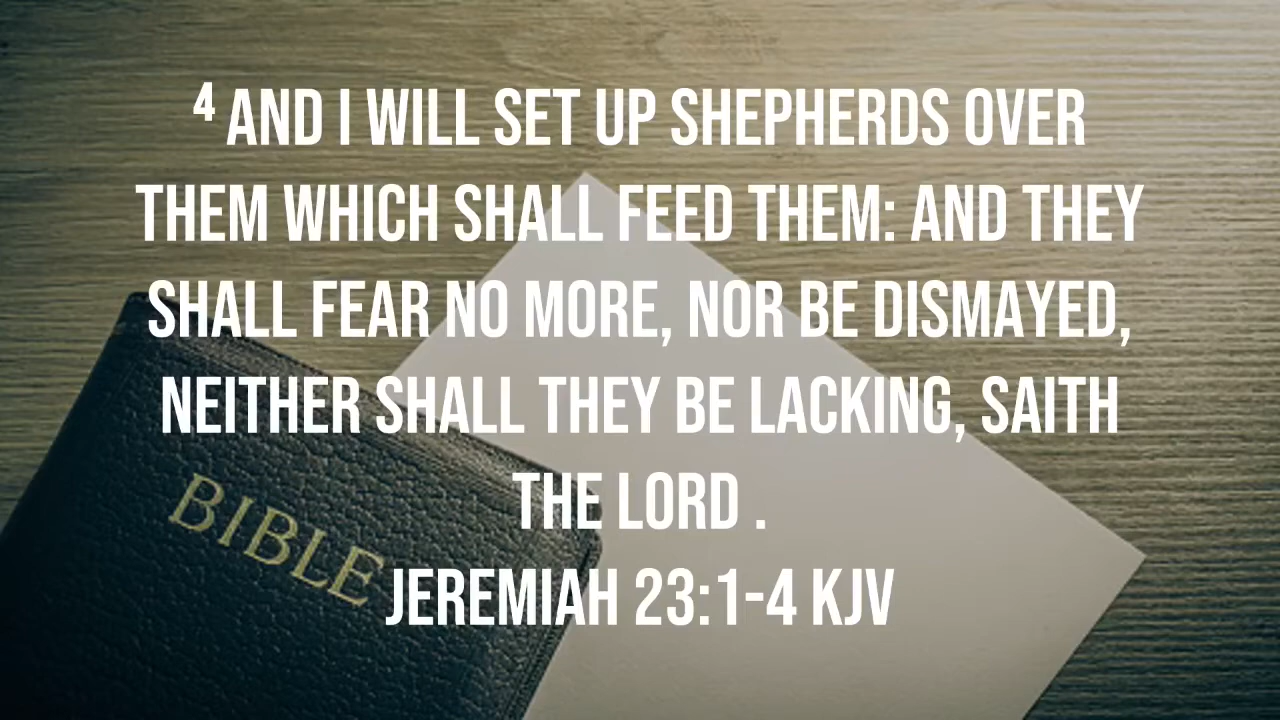 ⁴ AND I WILL SET UP SHEPHERDS OVER
THEM WHICH SHALL FEED THEM: AND THEY
SHALL FEAR NO MORE, NOR BE DISMAYED,
NEITHER SHALL THEY BE LACKING, SAITH
THE LORD .
JEREMIAH 23:1-4 KJV
BIBLE